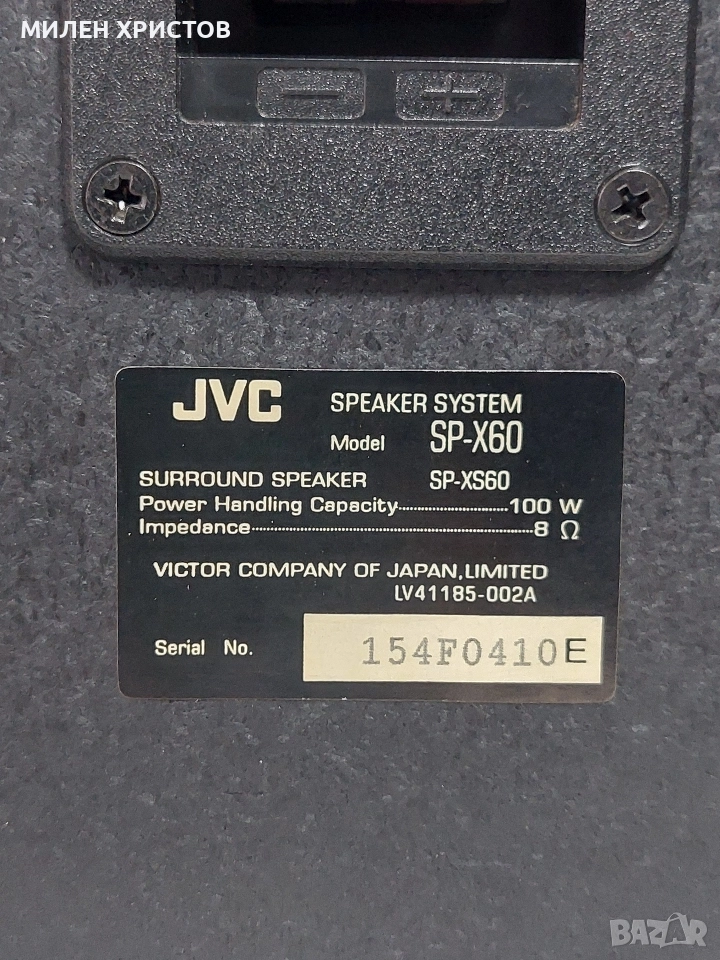 МИЛЕН ХРИСТОВ
− +
JVC SPEAKER SYSTEM
Model SP-X60
SURROUND SPEAKER SP-XS60
Power Handling Capacity 100 W
Impedance 8 Ω
VICTOR COMPANY OF JAPAN,LIMITED
LV41185-002A
Serial No. 154F0410E
BAZAR